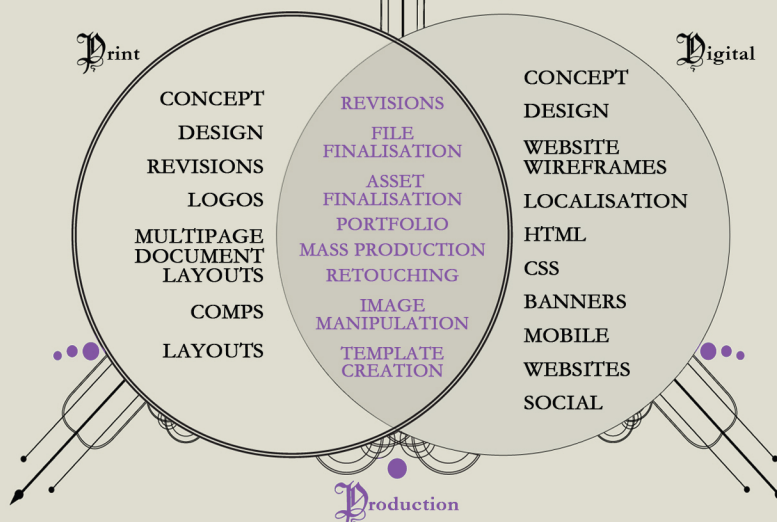 Print
CONCEPT
DESIGN
REVISIONS
LOGOS
MULTIPAGE
DOCUMENT
LAYOUTS
COMPS
LAYOUTS
REVISIONS
FILE
FINALISATION
ASSET
FINALISATION
PORTFOLIO
MASS PRODUCTION
RETOUCHING
IMAGE
MANIPULATION
TEMPLATE
CREATION
Digital
CONCEPT
DESIGN
WEBSITE
WIREFRAMES
LOCALISATION
HTML
CSS
BANNERS
MOBILE
WEBSITES
SOCIAL
Production